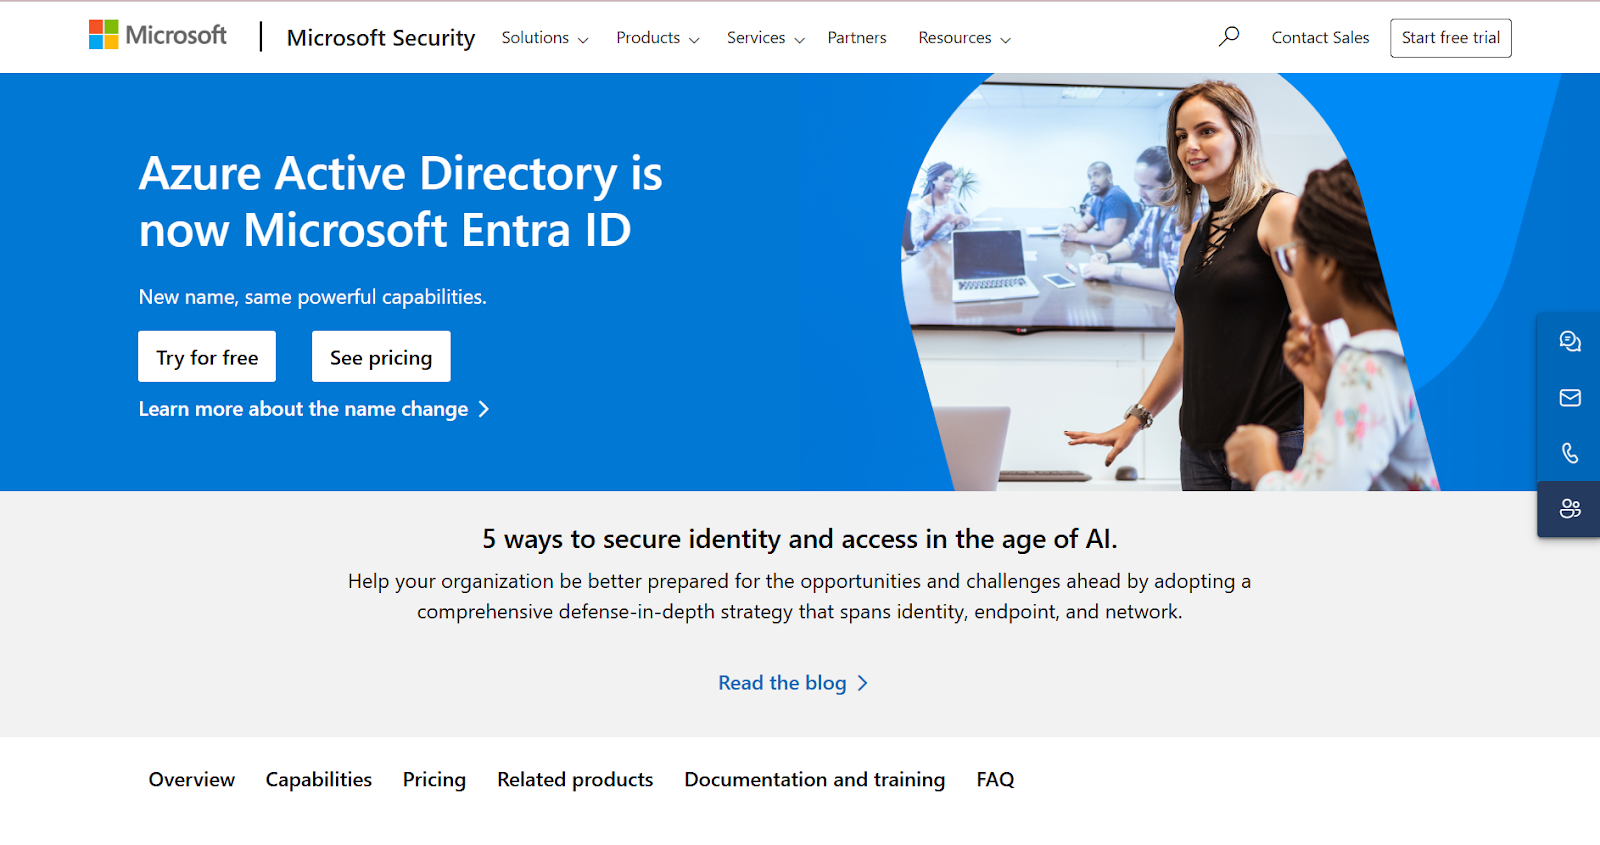 Microsoft
Microsoft Security
Solutions
Products
Services
Partners
Resources
Contact Sales
Start free trial
Azure Active Directory is
now Microsoft Entra ID
New name, same powerful capabilities.
Try for free
See pricing
Learn more about the name change
5 ways to secure identity and access in the age of AI.
Help your organization be better prepared for the opportunities and challenges ahead by adopting a
comprehensive defense-in-depth strategy that spans identity, endpoint, and network.
Read the blog
Overview
Capabilities
Pricing
Related products
Documentation and training
FAQ